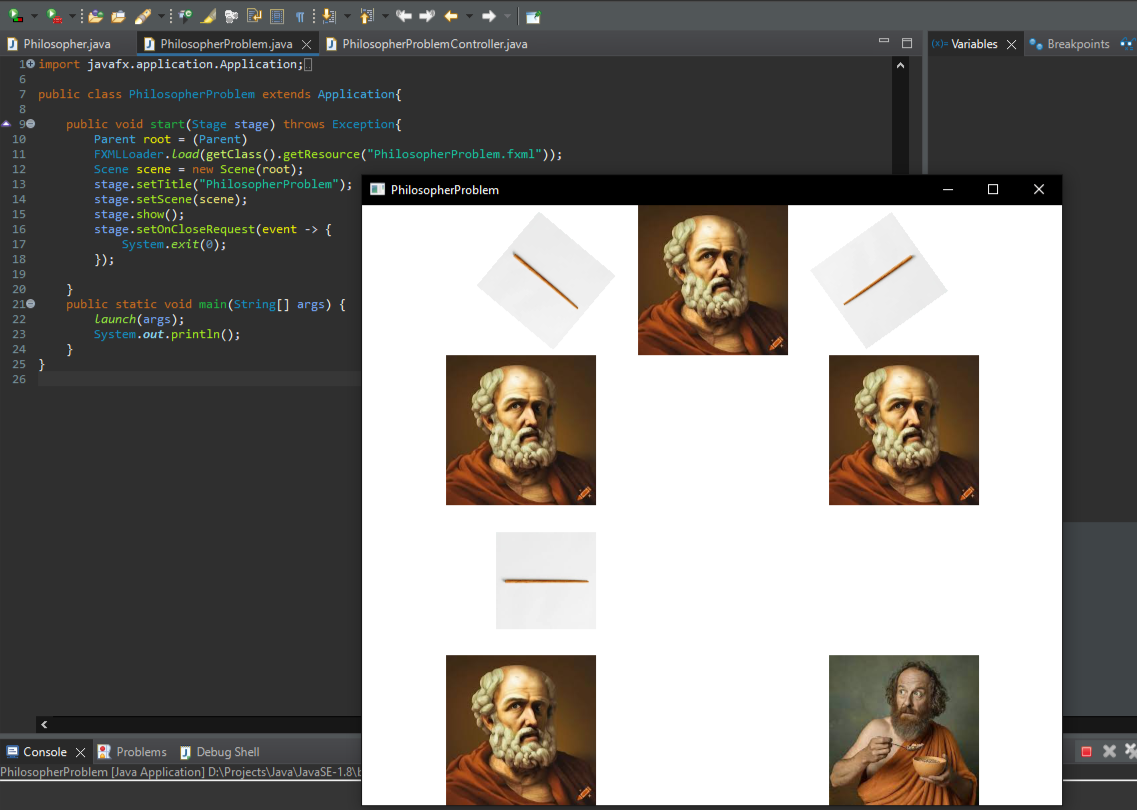 Philosopher.java
PhilosopherProblem.java
PhilosopherProblemController.java
(x)= Variables
Breakpoints
1 import javafx.application.Application;
6
7 public class PhilosopherProblem extends Application{
8
9 public void start(Stage stage) throws Exception{
10 Parent root = (Parent)
11 FXMLLoader.load(getClass().getResource("PhilosopherProblem.fxml"));
12 Scene scene = new Scene(root);
13 stage.setTitle("PhilosopherProblem");
14 stage.setScene(scene);
15 stage.show();
16 stage.setOnCloseRequest(event -> {
17 System.exit(0);
18 });
19
20 }
21 public static void main(String[] args) {
22 launch(args);
23 System.out.println();
24 }
25 }
26
PhilosopherProblem
Console
Problems
Debug Shell
PhilosopherProblem [Java Application] D:\Projects\Java\JavaSE-1.8\